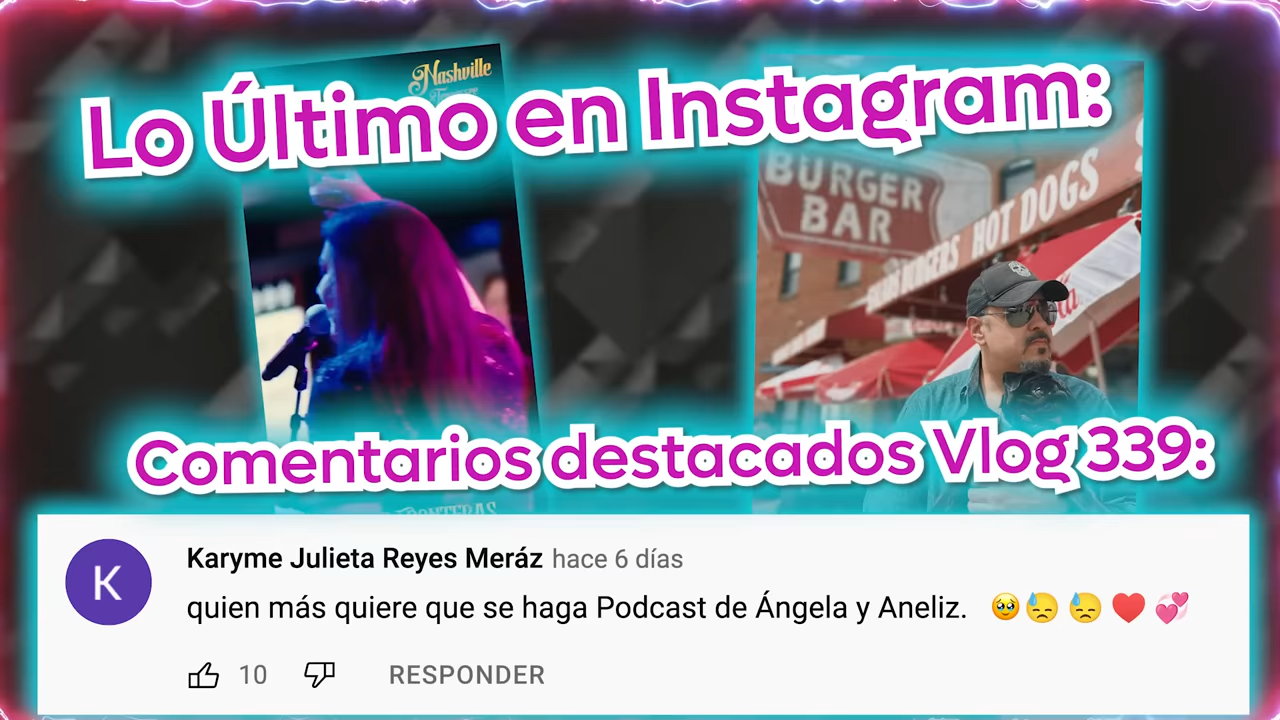 Nashville
Lo Último en Instagram:
BURGER
BAR
HOT DOGS
BURGERS
Comentarios destacados Vlog 339:
Karyme Julieta Reyes Meráz hace 6 días
quien más quiere que se haga Podcast de Ángela y Aneliz. 🥹😓😓♥️💞
10 RESPONDER